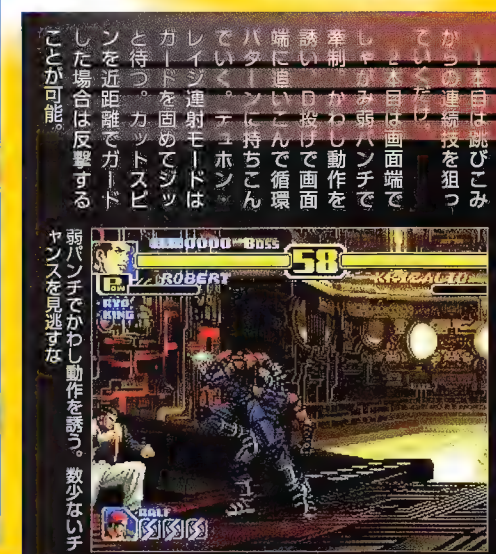 １本目は跳びこみ
からの連続技を狙っ
ていくだけ。
２本目は画面端で
しゃがみ弱パンチで
牽制、かわし動作を
誘い、Ｄ投げで画面
端に追いこんで循環
パターンに持ちこん
でいく。デュホン・
レイジ連射モードは
ガードを固めてジッ
と待つ。カットスピ
ンを近距離でガード
した場合は反撃する
ことが可能。
BOSS
58
ROBERT
POW
RYO
KING
RALF
弱パンチでかわし動作を誘う。数少ないチ
ャンスを見逃すな